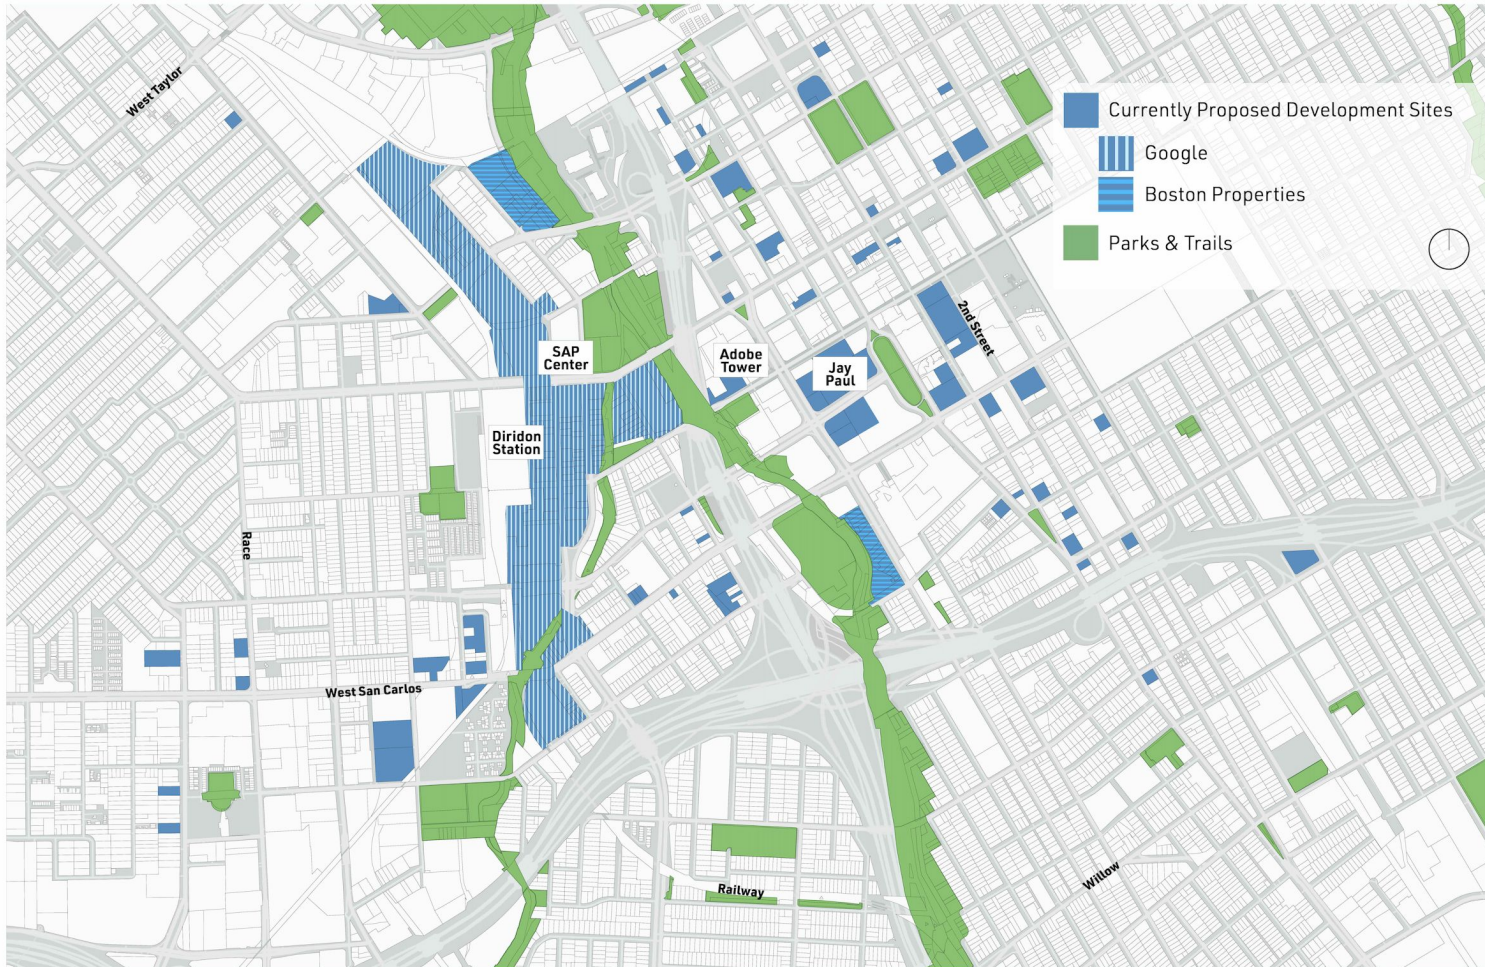 West Taylor
Currently Proposed Development Sites
Google
Boston Properties
Parks & Trails
2nd Street
SAP
Center
Adobe
Tower
Jay
Paul
Diridon
Station
Race
West San Carlos
Willow
Railway